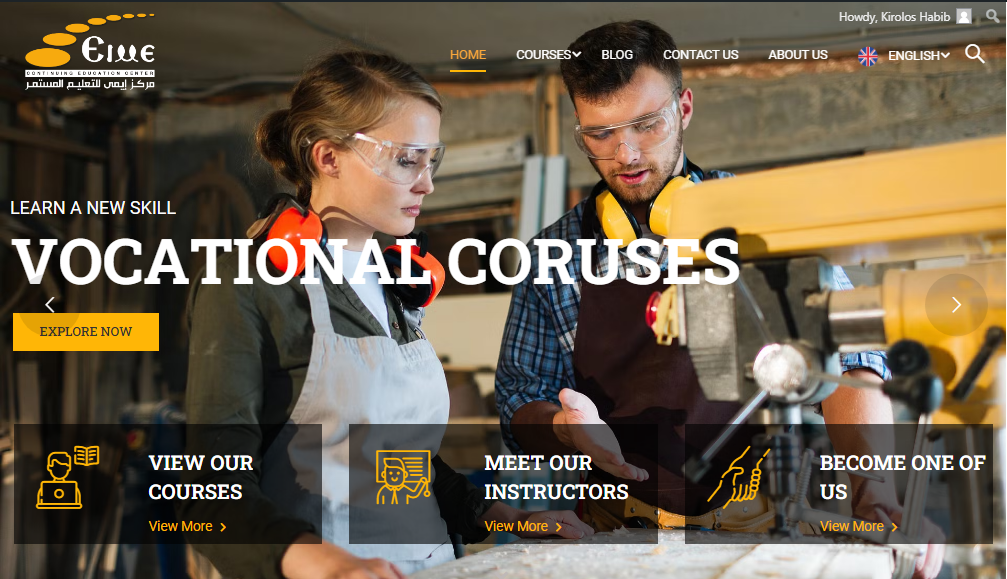 Howdy, Kirolos Habib
Eime
CONTINUING EDUCATION CENTER
مركز إيمى للتعليم المستمر
HOME
COURSES
BLOG
CONTACT US
ABOUT US
ENGLISH
LEARN A NEW SKILL
VOCATIONAL CORUSES
EXPLORE NOW
VIEW OUR
COURSES
View More
MEET OUR
INSTRUCTORS
View More
BECOME ONE OF
US
View More